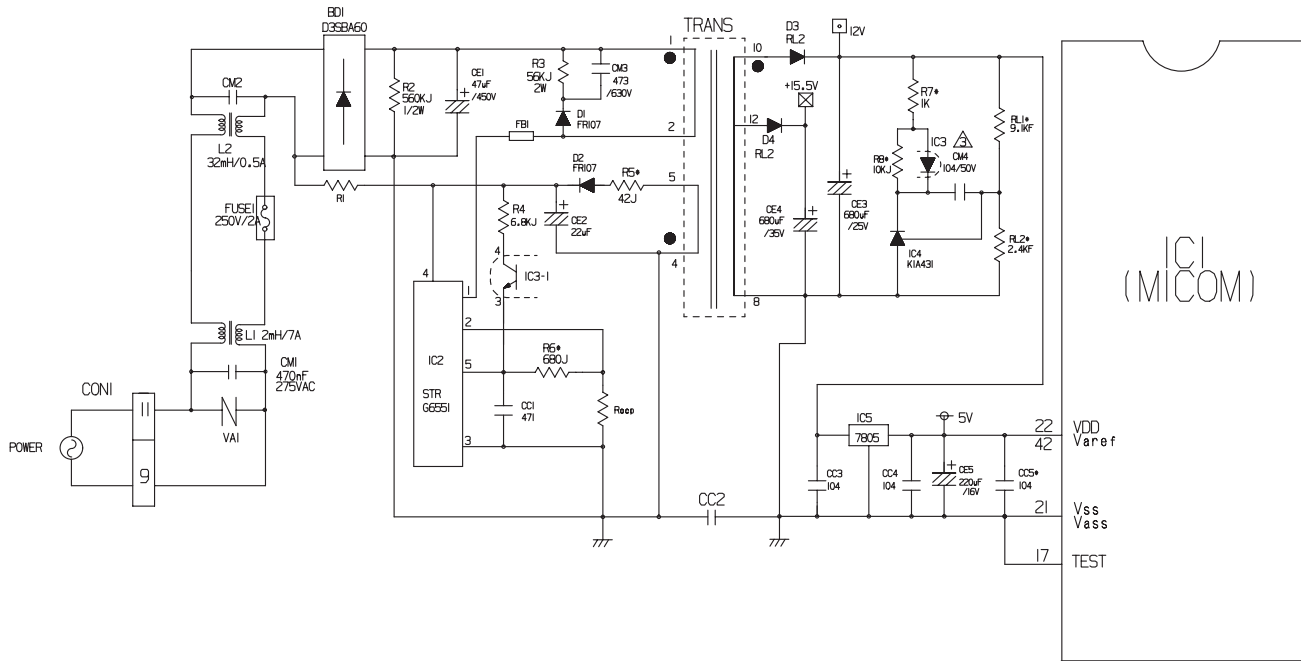 BD1
D3SBA60
CM2
L2
32mH/0.5A
FUSE1
250V/2A
L1 2mH/7A
CM1
470nF
275VAC
CON1
11
9
POWER
VA1
R2
560KJ
1/2W
CE1
47uF
/450V
R3
56KJ
2W
CM3
473
/630V
D1
FR107
FB1
R1
D2
FR107
R5*
42J
R4
6.8KJ
CE2
22uF
IC3-1
4
3
4
1
2
5
3
IC2
STR
G6551
R6*
680J
CC1
471
Rocp
CC2
TRANS
1
2
5
4
10
12
8
D3
RL2
12V
+15.5V
D4
RL2
CE4
680uF
/35V
CE3
680uF
/25V
R7*
1K
R8*
10KJ
IC3
3
CM4
104/50V
IC4
KIA431
RL1*
9.1KF
RL2*
2.4KF
IC5
7805
5V
CC3
104
CC4
104
CE5
220uF
/16V
CC5*
104
IC1
(MICOM)
22
VDD
42
Varef
21
Vss
Vass
17
TEST